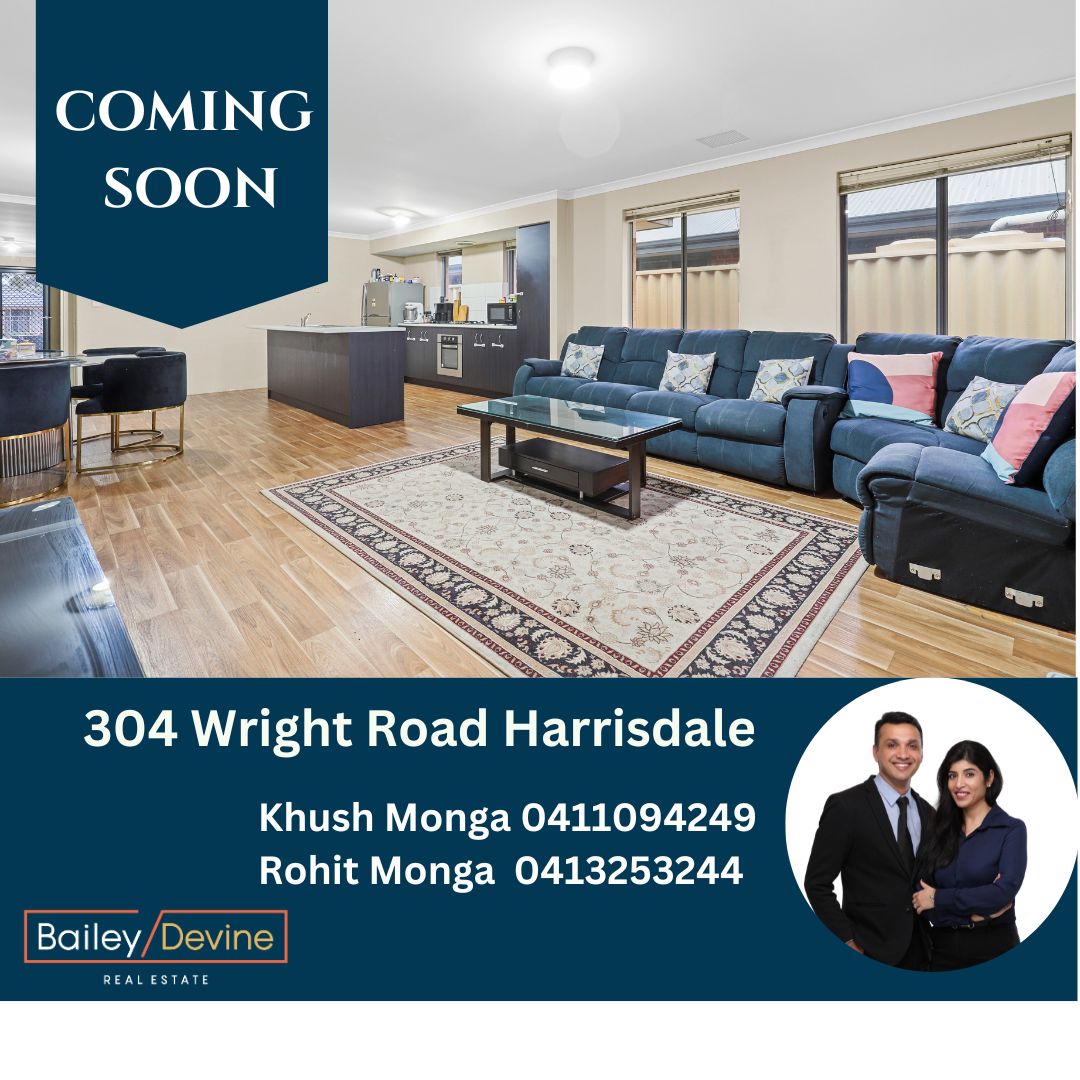 COMING
SOON
304 Wright Road Harrisdale
Khush Monga 0411094249
Rohit Monga 0413253244
Bailey/Devine
REAL ESTATE